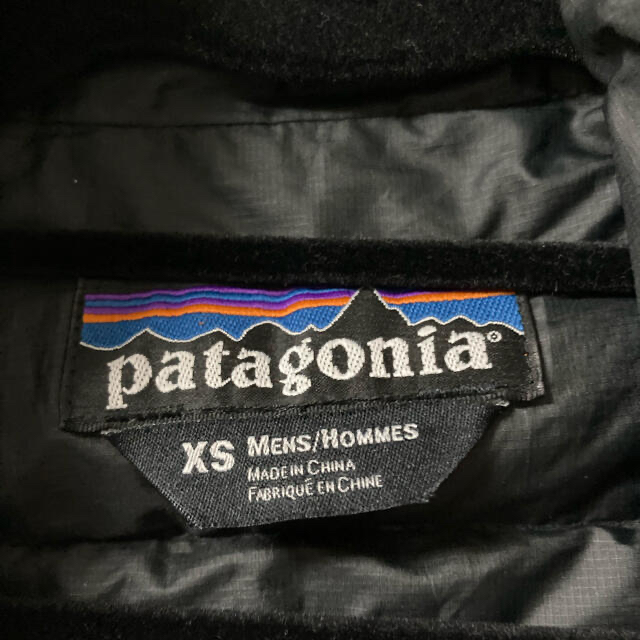 patagonia®
XS MENS/HOMMES
MADE IN CHINA
FABRIQUÉ EN CHINE